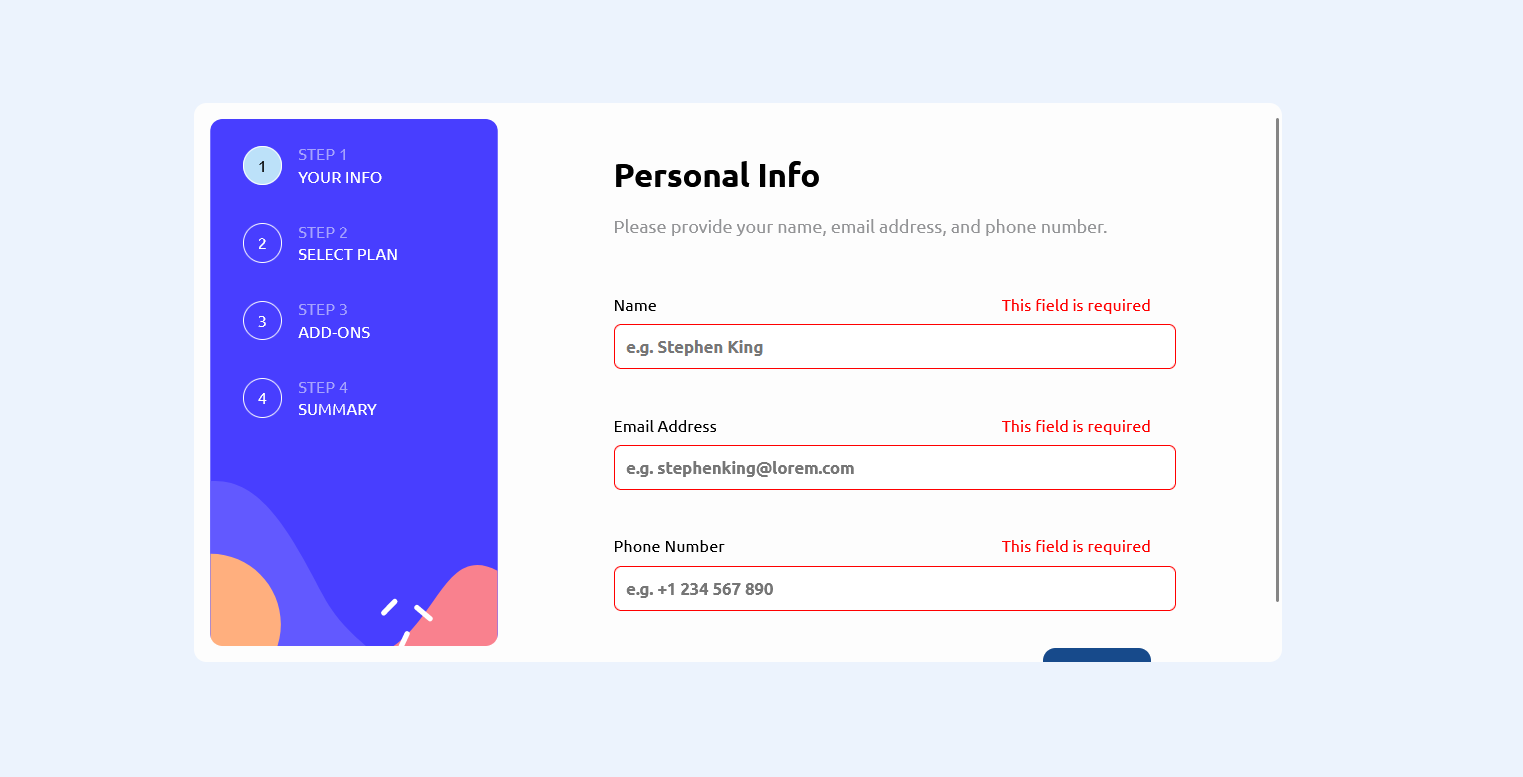 1
STEP 1
YOUR INFO
2
STEP 2
SELECT PLAN
3
STEP 3
ADD-ONS
4
STEP 4
SUMMARY
Personal Info
Please provide your name, email address, and phone number.
Name This field is required
e.g. Stephen King
Email Address This field is required
e.g. stephenking@lorem.com
Phone Number This field is required
e.g. +1 234 567 890